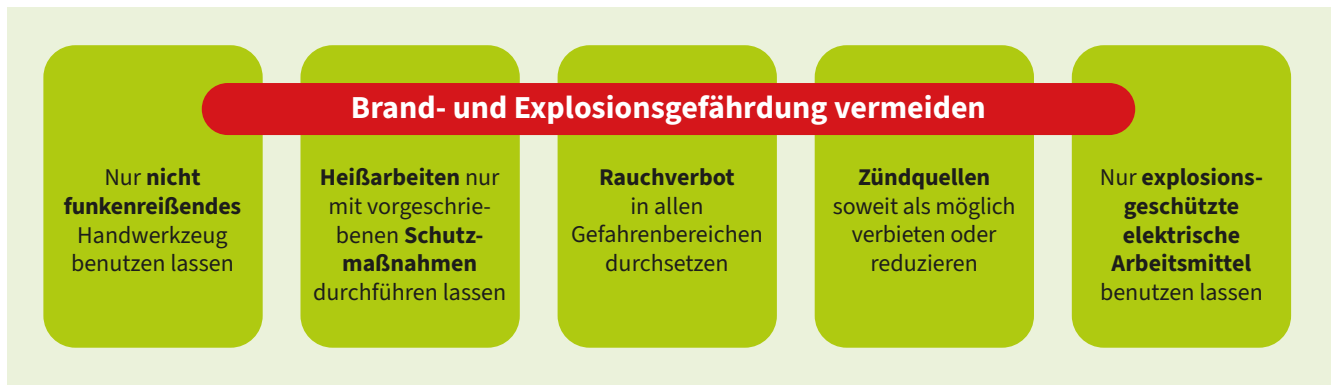 Brand- und Explosionsgefährdung vermeiden
Nur nicht
funkenreißendes
Handwerkzeug
benutzen lassen
Heißarbeiten nur
mit vorgeschrie-
benen Schutz-
maßnahmen
durchführen lassen
Rauchverbot
in allen
Gefahrenbereichen
durchsetzen
Zündquellen
soweit als möglich
verbieten oder
reduzieren
Nur explosions-
geschützte
elektrische
Arbeitsmittel
benutzen lassen